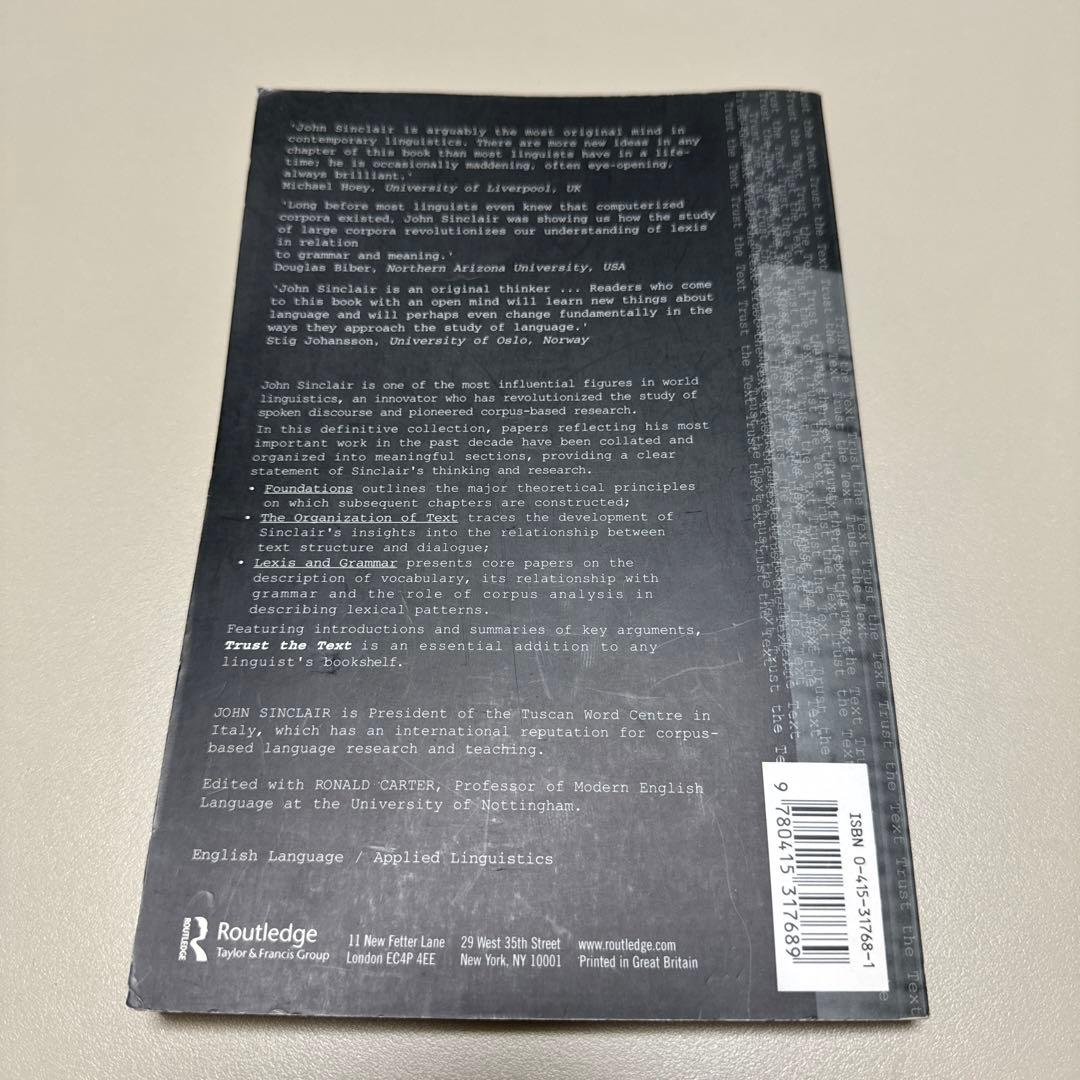 'John Sinclair is arguably the most original mind in
contemporary linguistics. There are more new ideas in any
chapter of this book than most linguists have in a life-
time; he is occasionally maddening, often eye-opening,
always brilliant.'
Michael Hoey, University of Liverpool, UK
'Long before most linguists even knew that computerized
corpora existed, John Sinclair was showing us how the study
of large corpora revolutionizes our understanding of lexis
in relation
to grammar and meaning.'
Douglas Biber, Northern Arizona University, USA
'John Sinclair is an original thinker ... Readers who come
to this book with an open mind will learn new things about
language and will perhaps even change fundamentally in the
ways they approach the study of language.'
Stig Johansson, University of Oslo, Norway
John Sinclair is one of the most influential figures in world
linguistics, an innovator who has revolutionized the study of
spoken discourse and pioneered corpus-based research.
In this definitive collection, papers reflecting his most
important work in the past decade have been collated and
organized into meaningful sections, providing a clear
statement of Sinclair's thinking and research.
• Foundations outlines the major theoretical principles
on which subsequent chapters are constructed;
• The Organization of Text traces the development of
Sinclair's insights into the relationship between
text structure and dialogue;
• Lexis and Grammar presents core papers on the
description of vocabulary, its relationship with
grammar and the role of corpus analysis in
describing lexical patterns.
Featuring introductions and summaries of key arguments,
Trust the Text is an essential addition to any
linguist's bookshelf.
JOHN SINCLAIR is President of the Tuscan Word Centre in
Italy, which has an international reputation for corpus-
based language research and teaching.
Edited with RONALD CARTER, Professor of Modern English
Language at the University of Nottingham.
English Language / Applied Linguistics
ROUTLEDGE
Routledge
Taylor & Francis Group
11 New Fetter Lane
London EC4P 4EE
29 West 35th Street
New York, NY 10001
www.routledge.com
Printed in Great Britain
ISBN 0-415-31768-1
9 780415 317689
Trust the Text Trust the Text Trust the Text